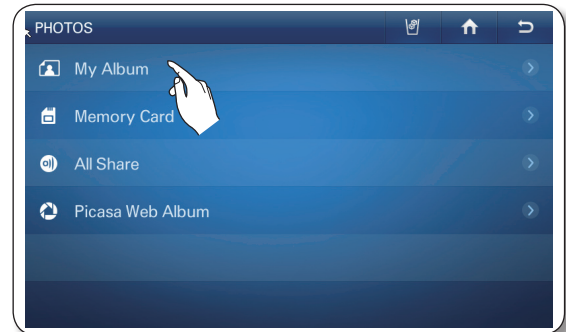 PHOTOS
My Album
Memory Card
All Share
Picasa Web Album